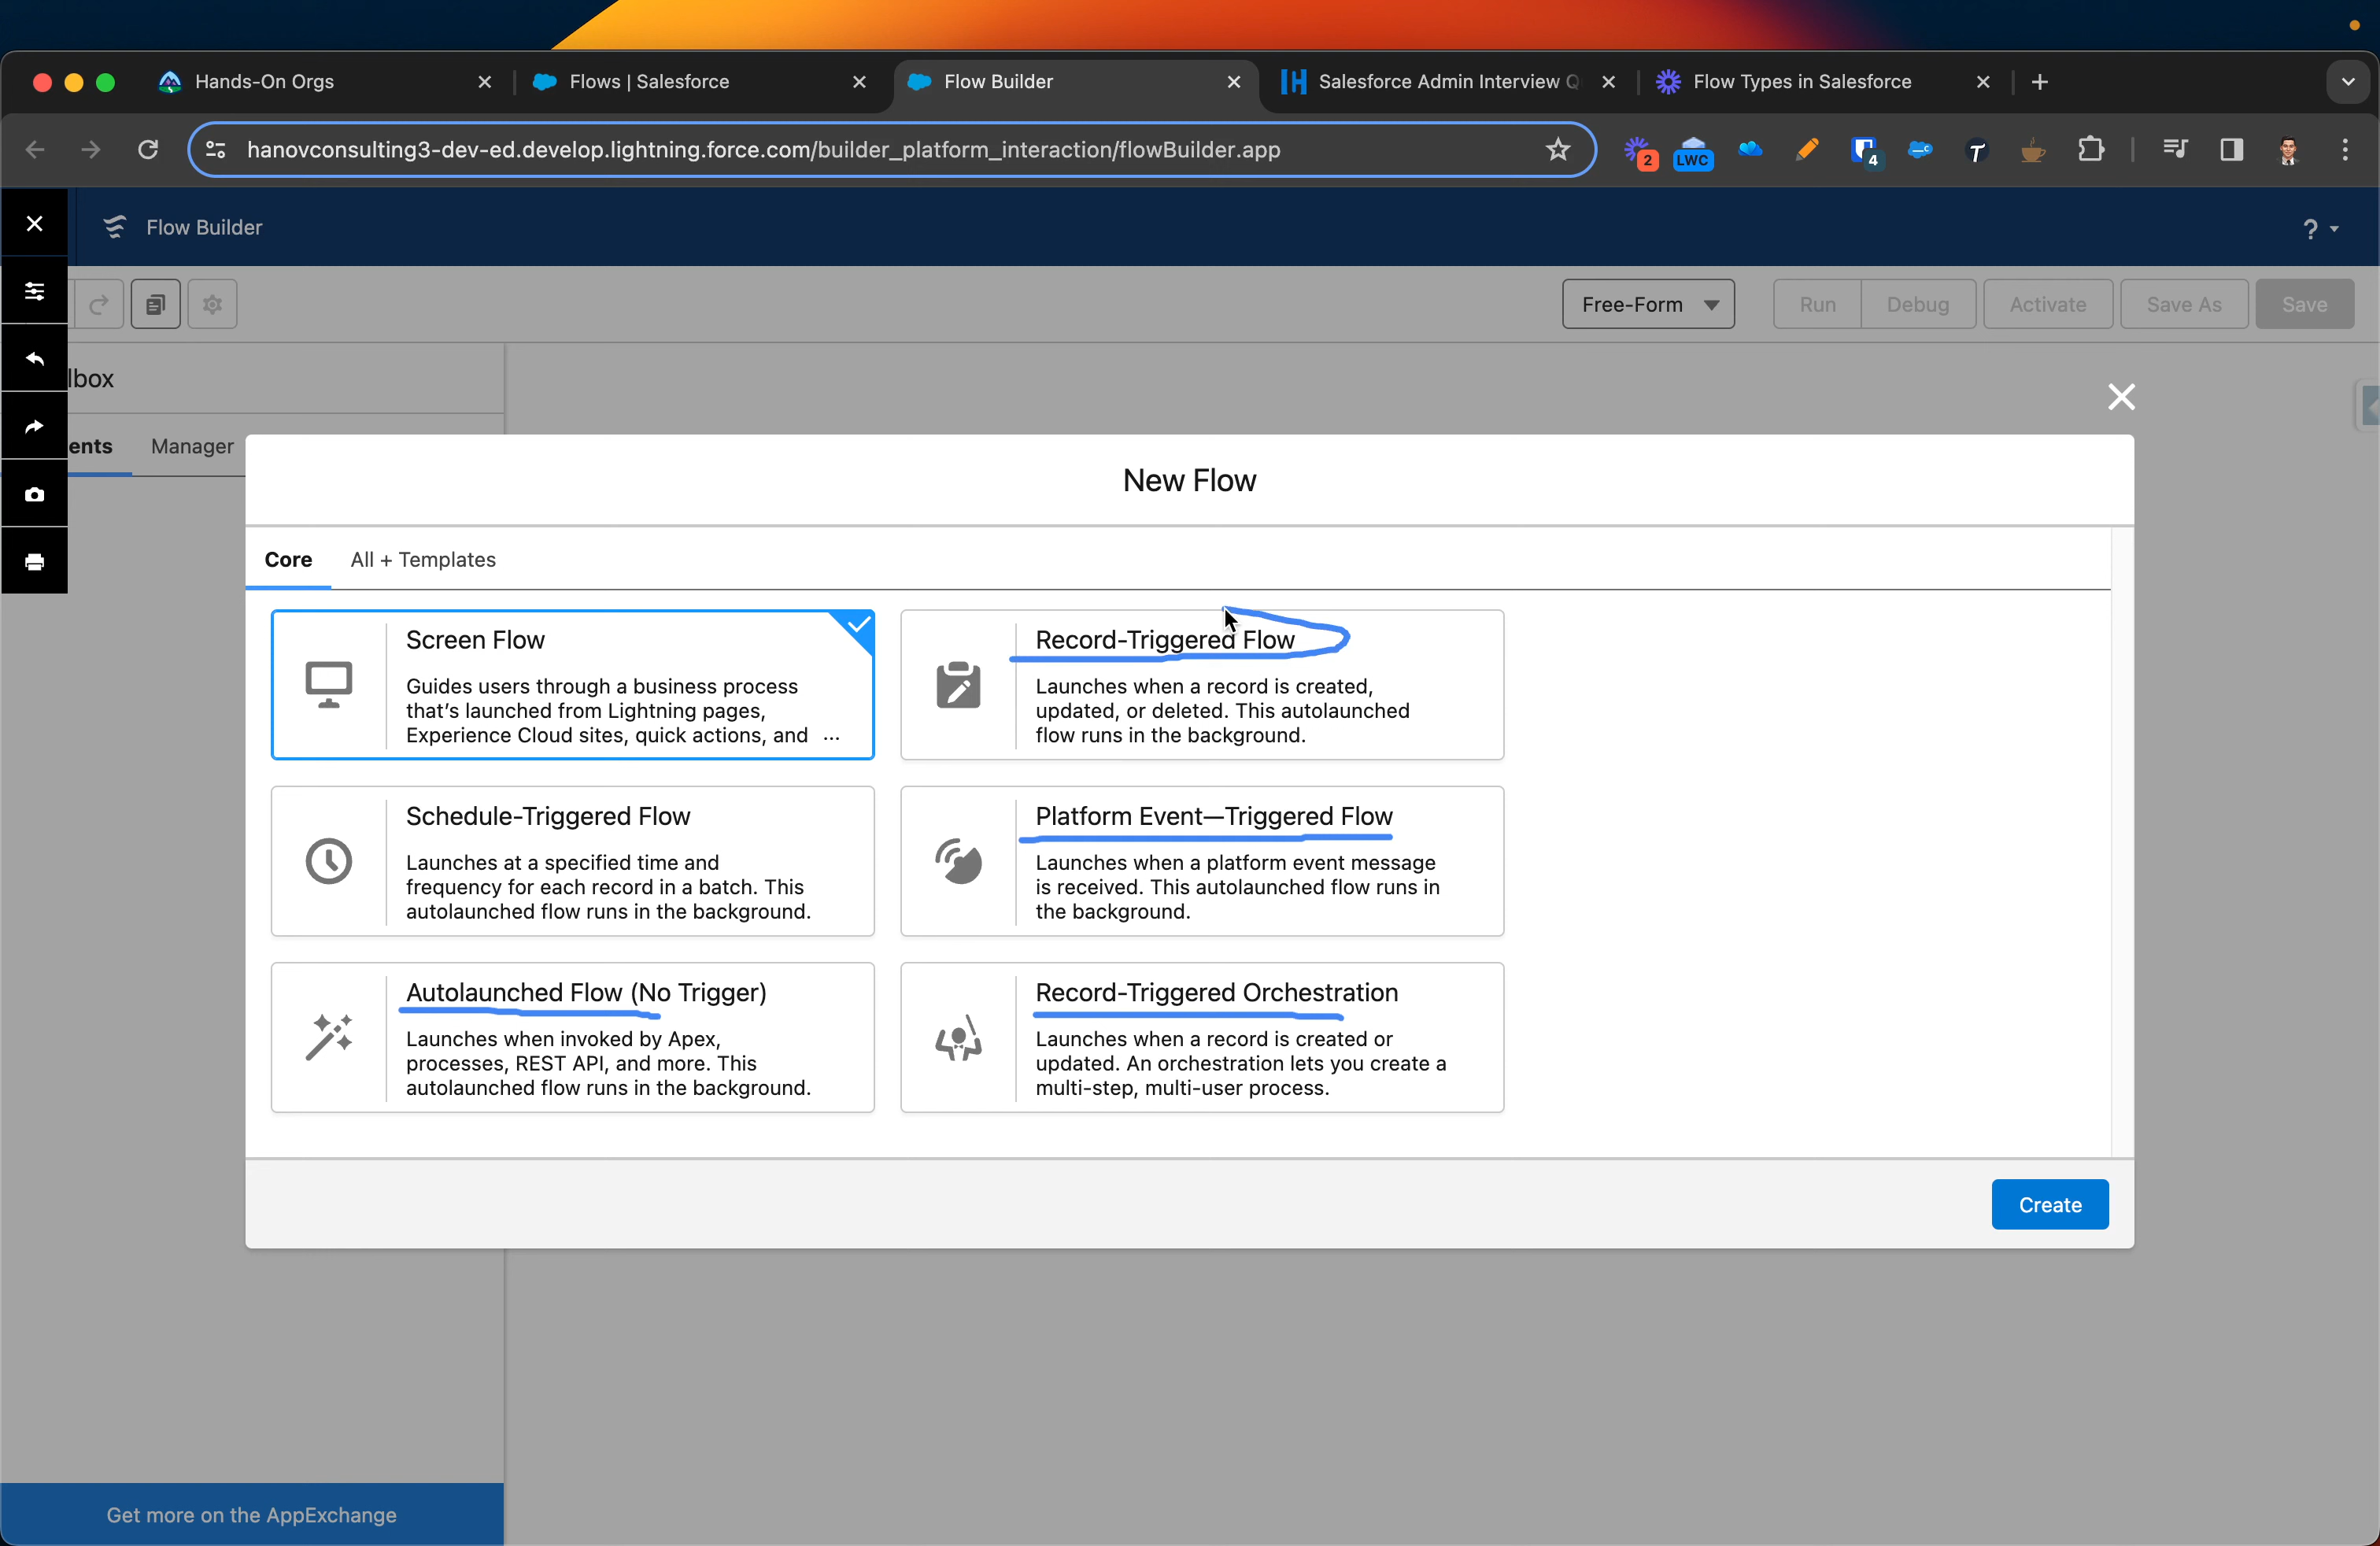 Hands-On Orgs
Flows | Salesforce
Flow Builder
Salesforce Admin Interview Q
Flow Types in Salesforce
hanovconsulting3-dev-ed.develop.lightning.force.com/builder_platform_interaction/flowBuilder.app
2
LWC
4
Flow Builder
?
Free-Form
Run
Debug
Activate
Save As
Save
lbox
ents
Manager
New Flow
Core
All + Templates
Screen Flow
Guides users through a business process
that's launched from Lightning pages,
Experience Cloud sites, quick actions, and ...
Record-Triggered Flow
Launches when a record is created,
updated, or deleted. This autolaunched
flow runs in the background.
Schedule-Triggered Flow
Launches at a specified time and
frequency for each record in a batch. This
autolaunched flow runs in the background.
Platform Event—Triggered Flow
Launches when a platform event message
is received. This autolaunched flow runs in
the background.
Autolaunched Flow (No Trigger)
Launches when invoked by Apex,
processes, REST API, and more. This
autolaunched flow runs in the background.
Record-Triggered Orchestration
Launches when a record is created or
updated. An orchestration lets you create a
multi-step, multi-user process.
Create
Get more on the AppExchange